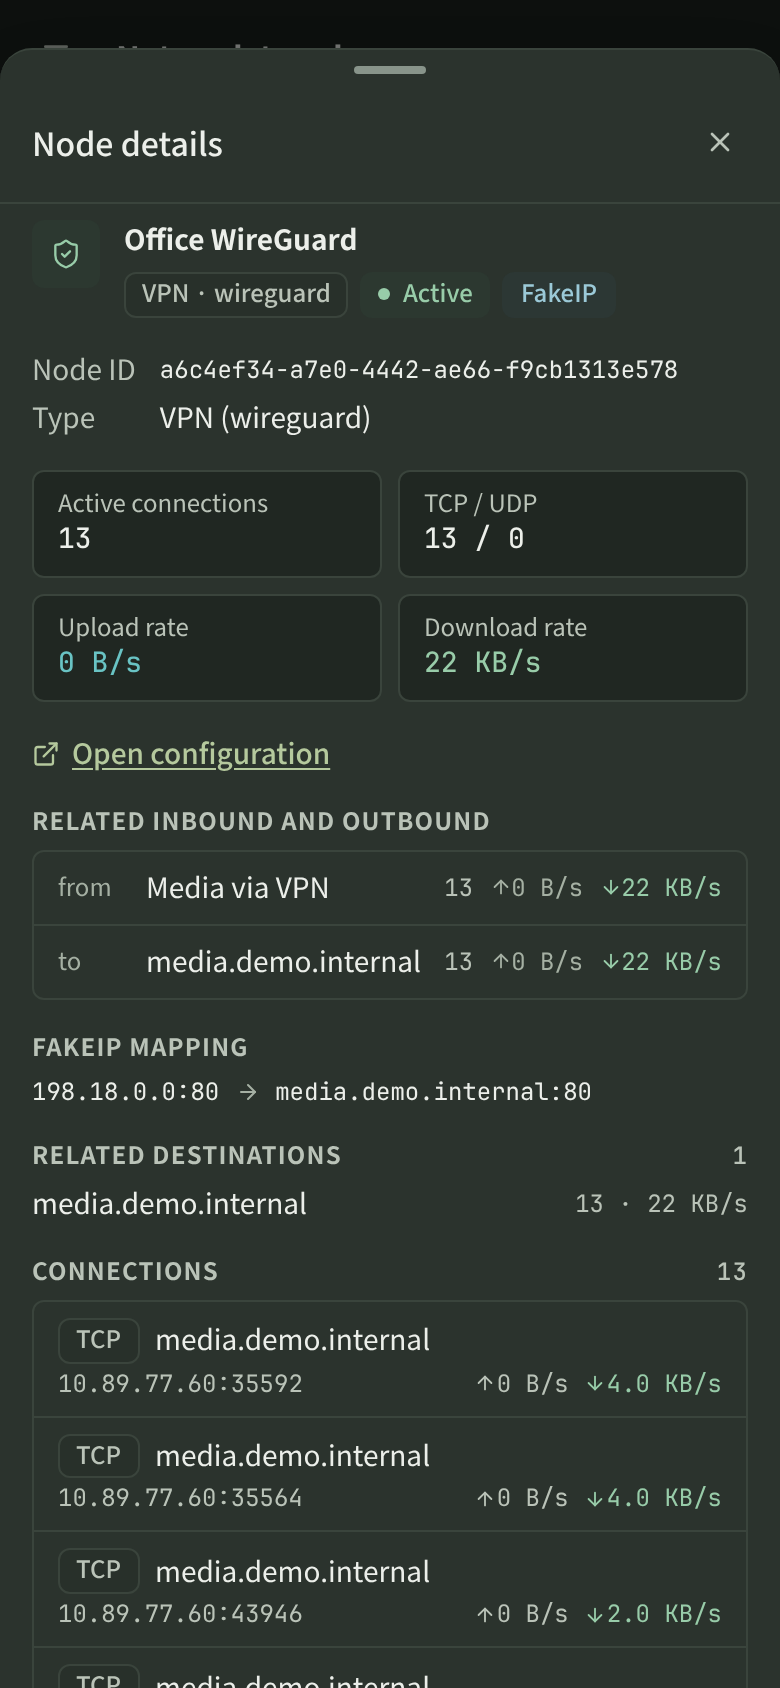 Node details
Office WireGuard
VPN · wireguard
Active
FakeIP
Node ID a6c4ef34-a7e0-4442-ae66-f9cb1313e578
Type VPN (wireguard)
Active connections
13
TCP / UDP
13 / 0
Upload rate
0 B/s
Download rate
22 KB/s
Open configuration
RELATED INBOUND AND OUTBOUND
from Media via VPN 13 ↑0 B/s ↓22 KB/s
to media.demo.internal 13 ↑0 B/s ↓22 KB/s
FAKEIP MAPPING
198.18.0.0:80 → media.demo.internal:80
RELATED DESTINATIONS 1
media.demo.internal 13 · 22 KB/s
CONNECTIONS 13
TCP media.demo.internal
10.89.77.60:35592 ↑0 B/s ↓4.0 KB/s
TCP media.demo.internal
10.89.77.60:35564 ↑0 B/s ↓4.0 KB/s
TCP media.demo.internal
10.89.77.60:43946 ↑0 B/s ↓2.0 KB/s
TCP media.demo.internal